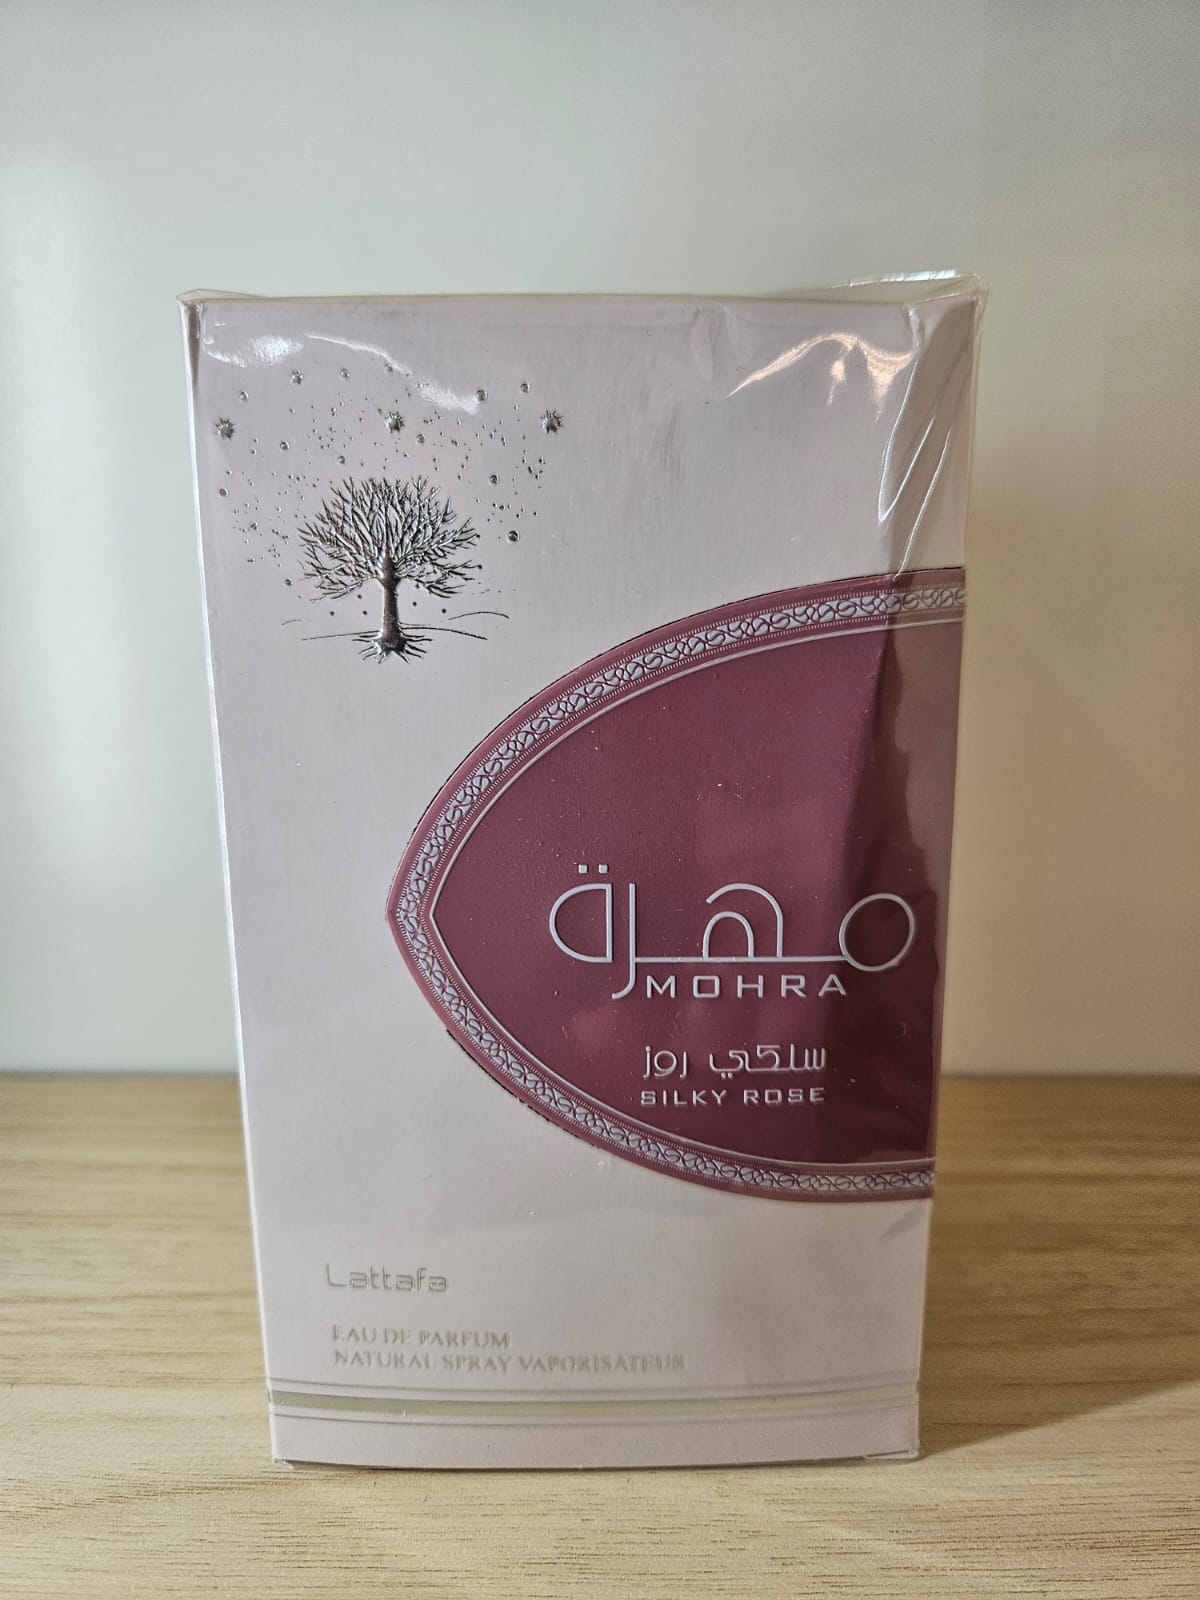 مهرة
MOHRA
سلكي روز
SILKY ROSE
Lattafa
EAU DE PARFUM
NATURAL SPRAY VAPORISATEUR